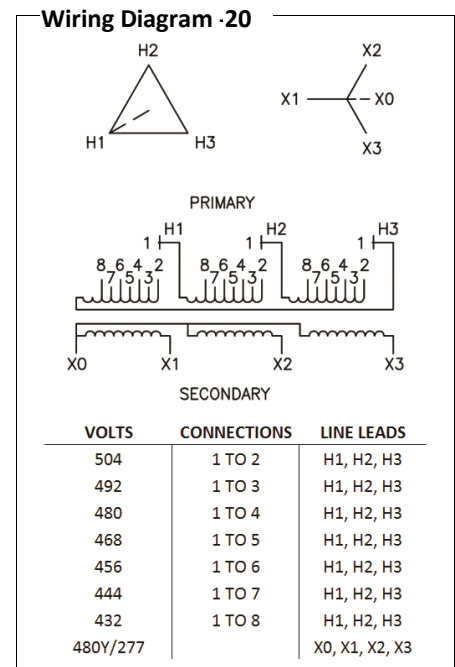 Wiring Diagram -20
H2
H1
H3
X2
X1
X0
X3
PRIMARY
H1 H2 H3
1 1 1
8 7 6 5 4 3 2 8 7 6 5 4 3 2 8 7 6 5 4 3 2
X0 X1 X2 X3
SECONDARY
VOLTS CONNECTIONS LINE LEADS
504 1 TO 2 H1, H2, H3
492 1 TO 3 H1, H2, H3
480 1 TO 4 H1, H2, H3
468 1 TO 5 H1, H2, H3
456 1 TO 6 H1, H2, H3
444 1 TO 7 H1, H2, H3
432 1 TO 8 H1, H2, H3
480Y/277 X0, X1, X2, X3